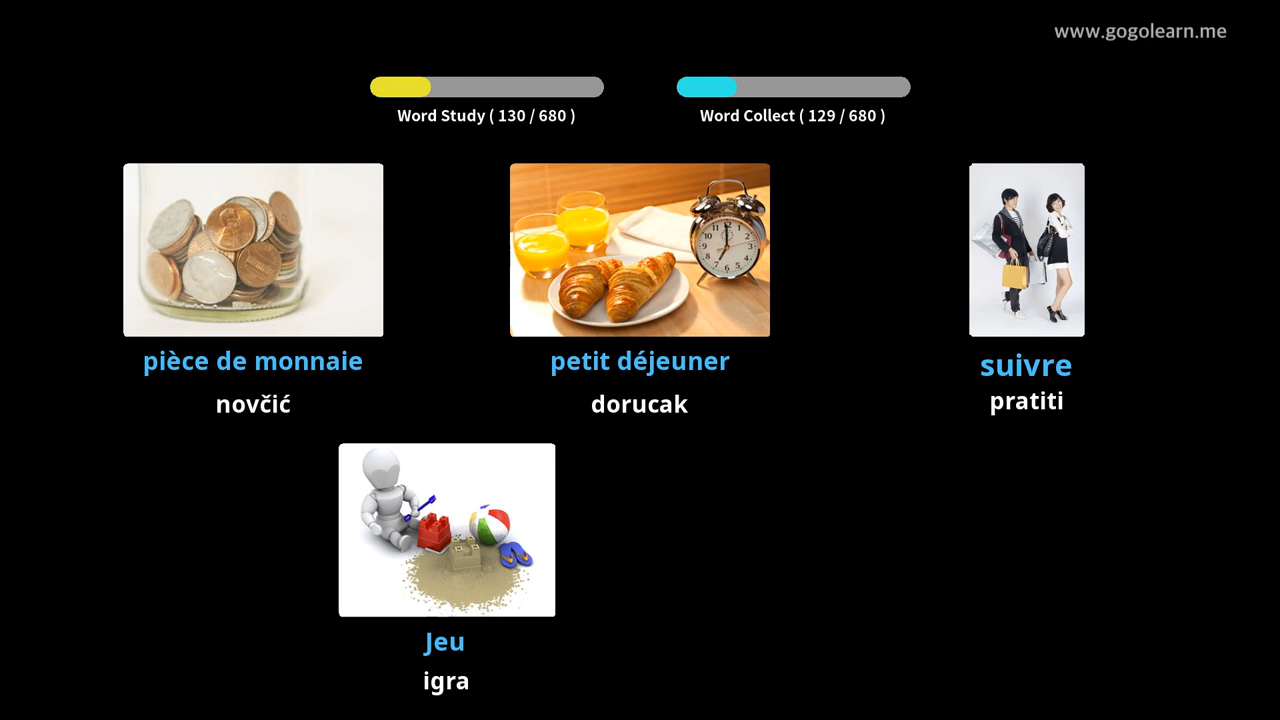 www.gogolearn.me
Word Study ( 130 / 680 )
Word Collect ( 129 / 680 )
pièce de monnaie
novčić
petit déjeuner
dorucak
suivre
pratiti
Jeu
igra